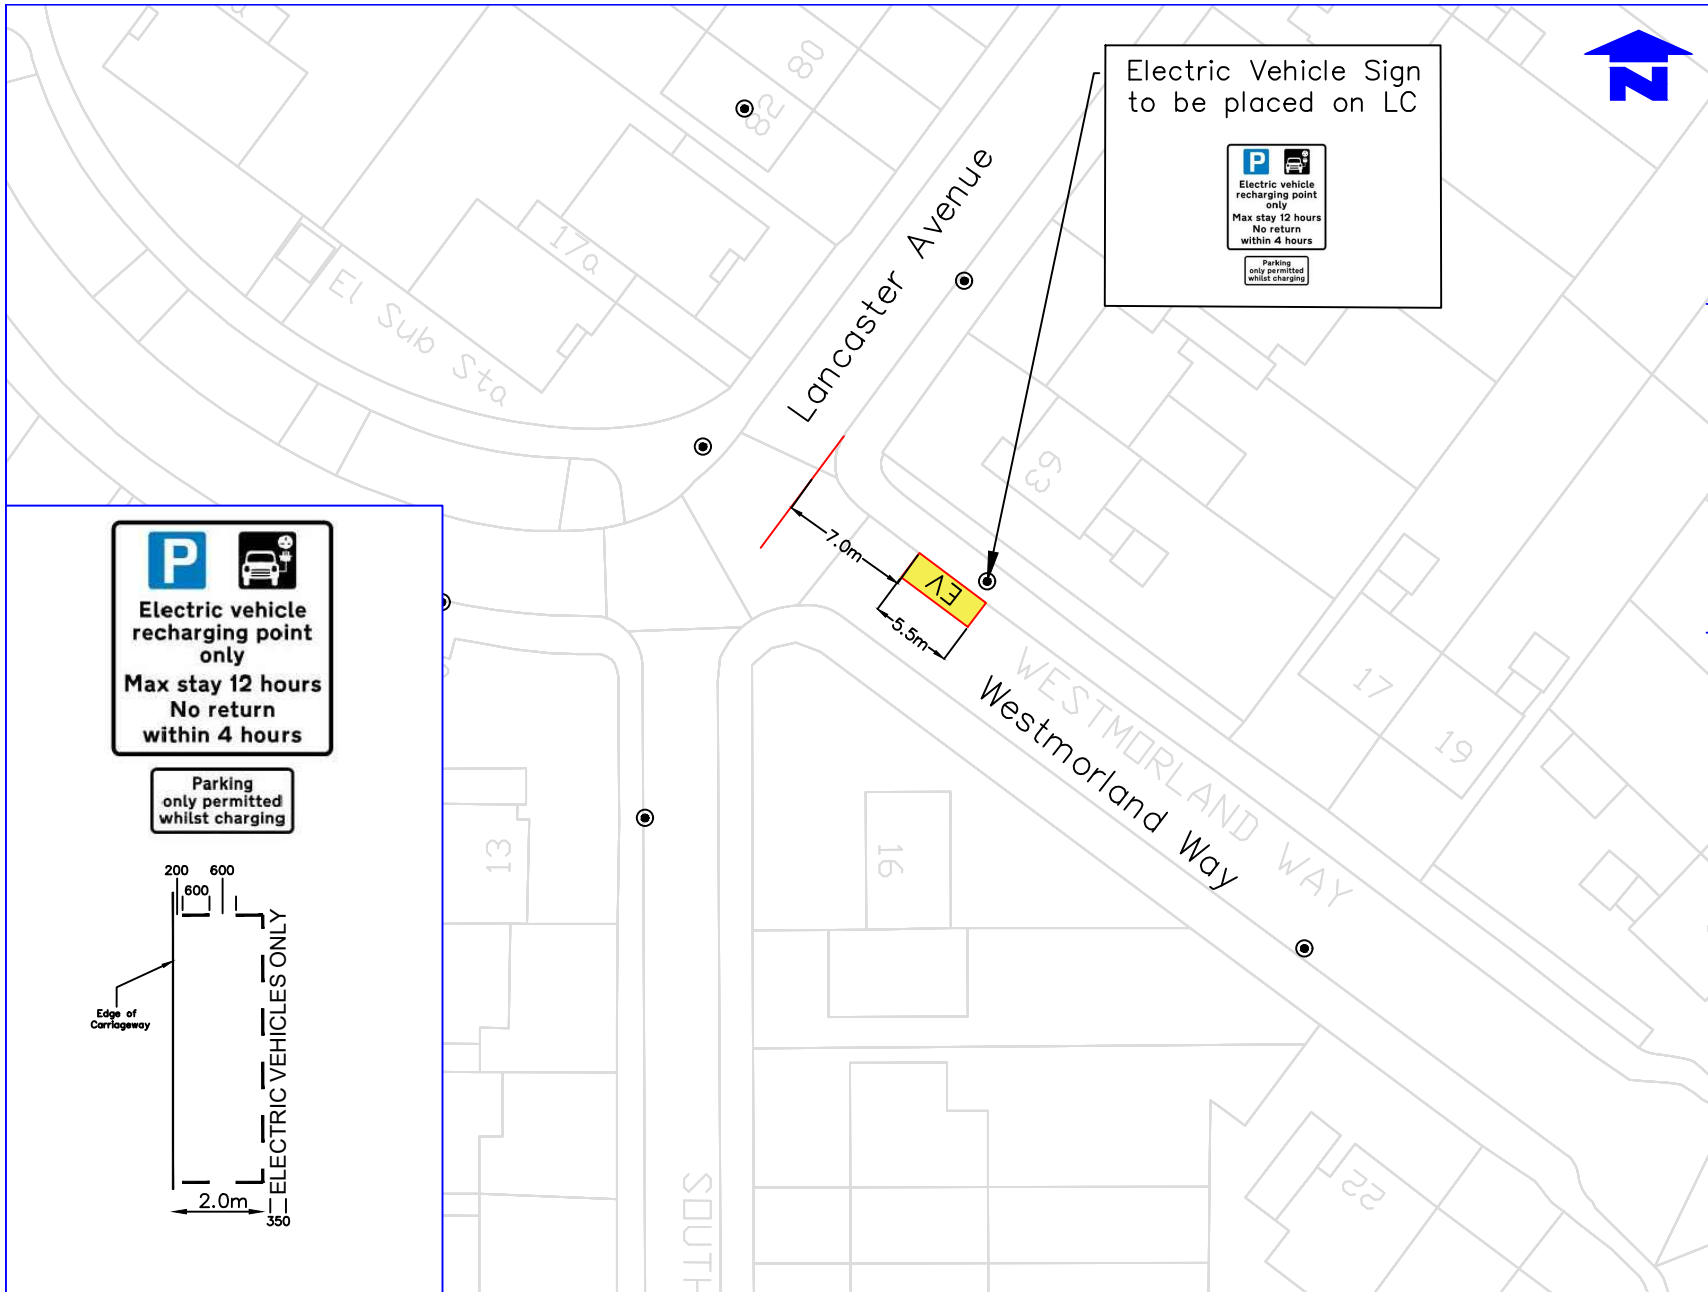 Electric Vehicle Sign
to be placed on LC
P
Electric vehicle
recharging point
only
Max stay 12 hours
No return
within 4 hours
Parking
only permitted
whilst charging
N
80
82
17a
El Sub Sta
Lancaster Avenue
63
7.0m
EV
5.5m
WESTMORLAND WAY
Westmorland Way
17
19
13
16
22
SOUTH
P
Electric vehicle
recharging point
only
Max stay 12 hours
No return
within 4 hours
Parking
only permitted
whilst charging
200
600
600
Edge of
Carriageway
ELECTRIC VEHICLES ONLY
2.0m
350